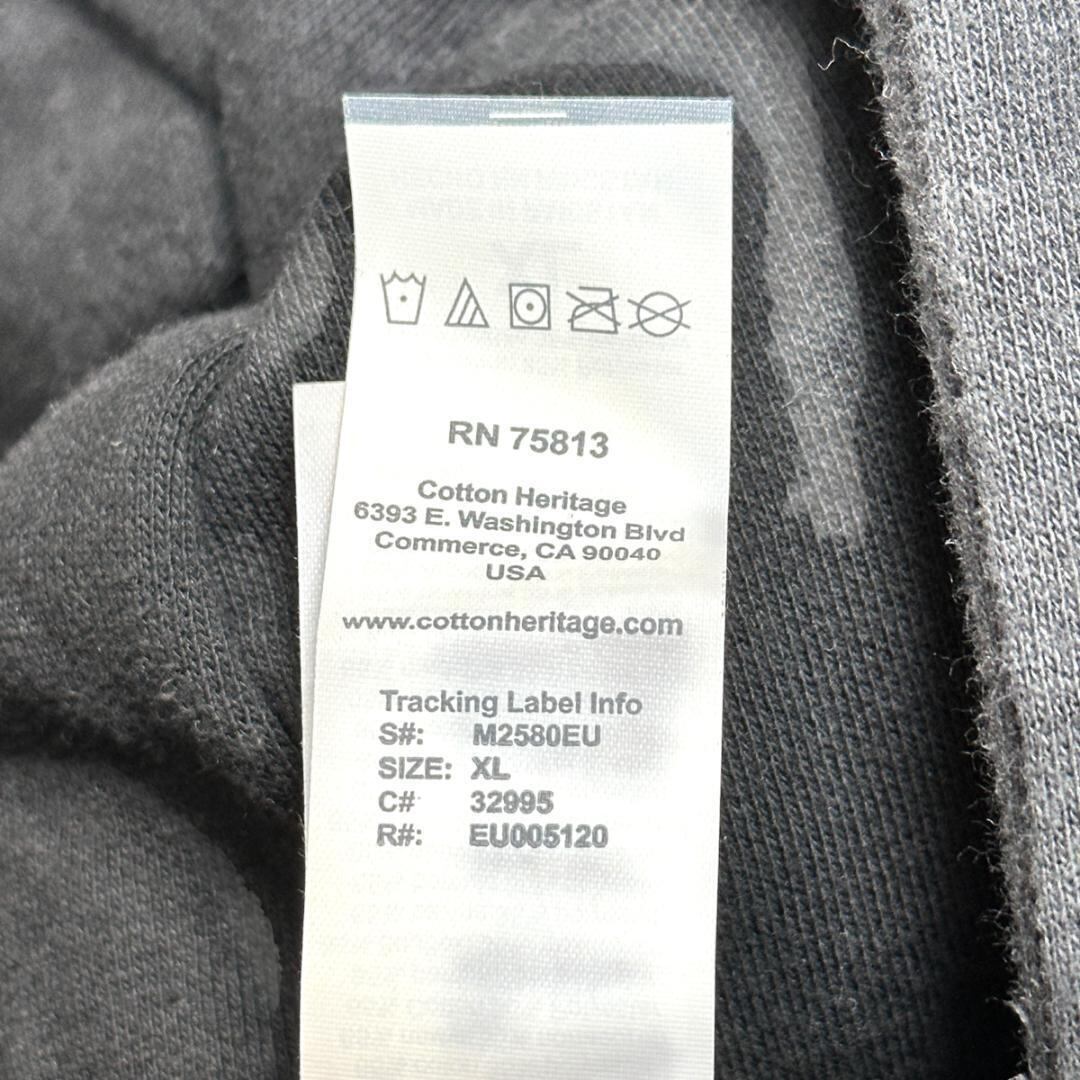 RN 75813
Cotton Heritage
6393 E. Washington Blvd
Commerce, CA 90040
USA
www.cottonheritage.com
Tracking Label Info
S#: M2580EU
SIZE: XL
C# 32995
R#: EU005120